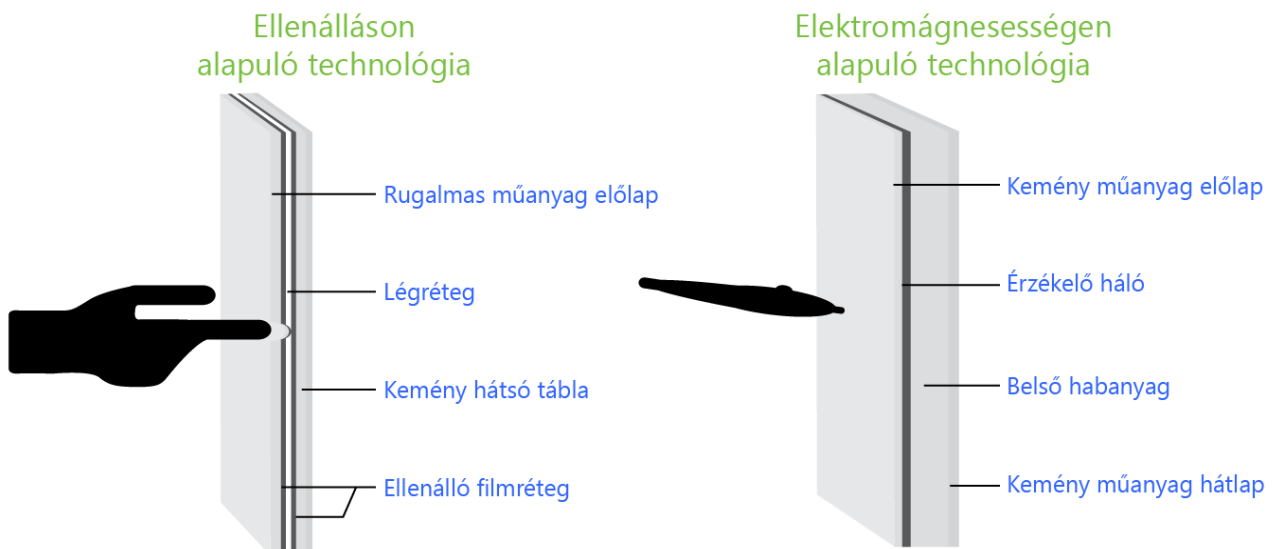 Ellenálláson
alapuló technológia
Rugalmas műanyag előlap
Légréteg
Kemény hátsó tábla
Ellenálló filmréteg
Elektromágnesességen
alapuló technológia
Kemény műanyag előlap
Érzékelő háló
Belső habanyag
Kemény műanyag hátlap